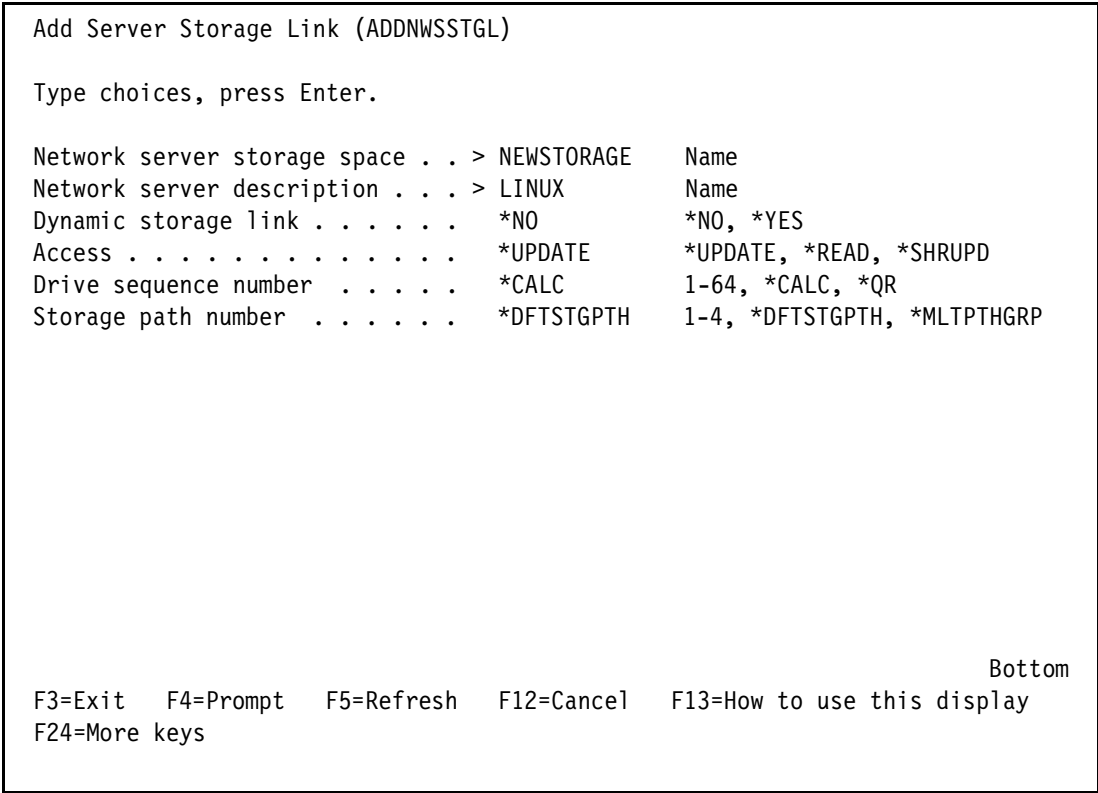 Add Server Storage Link (ADDNWSSTGL)
Type choices, press Enter.
Network server storage space . . > NEWSTORAGE Name
Network server description . . . > LINUX Name
Dynamic storage link . . . . . . *NO *NO, *YES
Access . . . . . . . . . . . . . *UPDATE *UPDATE, *READ, *SHRUPD
Drive sequence number . . . . . *CALC 1-64, *CALC, *QR
Storage path number . . . . . . *DFTSTGPTH 1-4, *DFTSTGPTH, *MLTPTHGRP
Bottom
F3=Exit F4=Prompt F5=Refresh F12=Cancel F13=How to use this display
F24=More keys